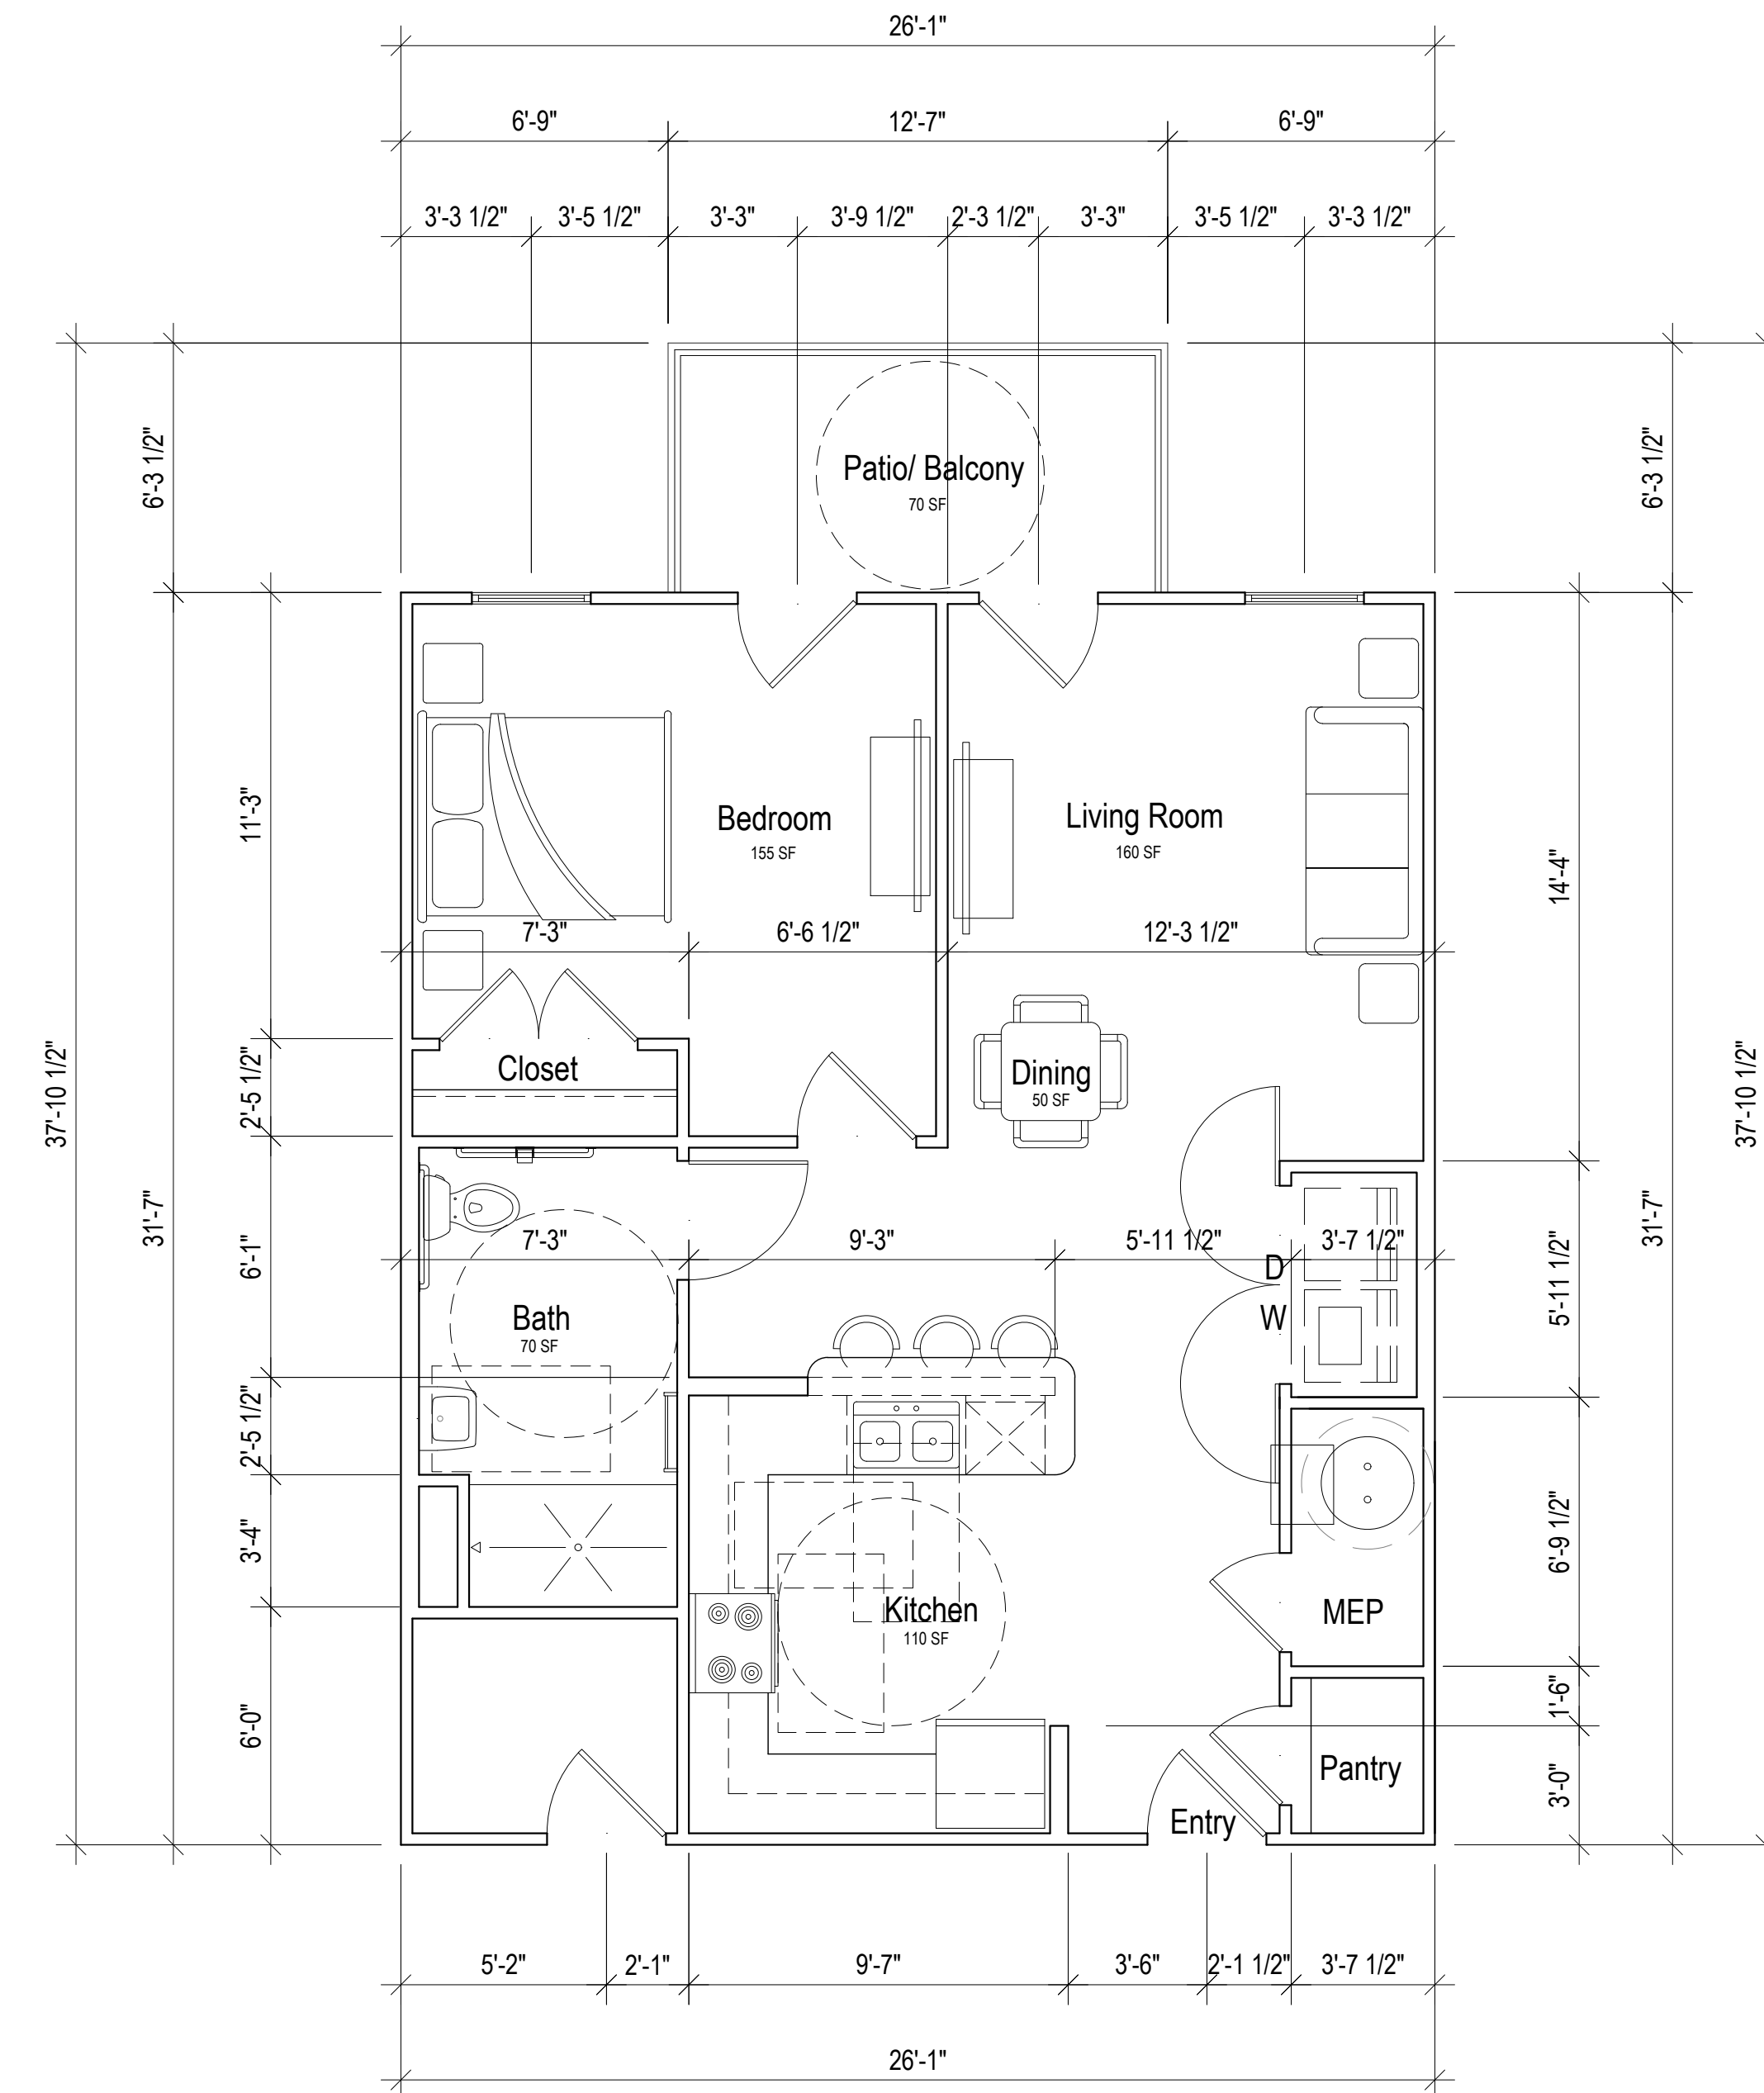 26'-1"
6'-9" 12'-7" 6'-9"
3'-3 1/2" 3'-5 1/2" 3'-3" 3'-9 1/2" 2'-3 1/2" 3'-3" 3'-5 1/2" 3'-3 1/2"
6'-3 1/2"
6'-3 1/2"
Patio/ Balcony
70 SF
37'-10 1/2"
31'-7"
11'-3"
2'-5 1/2"
6'-1"
2'-5 1/2"
3'-4"
6'-0"
Bedroom
155 SF
Living Room
160 SF
7'-3" 6'-6 1/2" 12'-3 1/2"
Closet
Dining
50 SF
7'-3" 9'-3" 5'-11 1/2" 3'-7 1/2"
D
W
Bath
70 SF
Kitchen
110 SF
MEP
Pantry
Entry
14'-4"
5'-11 1/2"
6'-9 1/2"
1'-6"
3'-0"
31'-7"
37'-10 1/2"
5'-2" 2'-1" 9'-7" 3'-6" 2'-1 1/2" 3'-7 1/2"
26'-1"